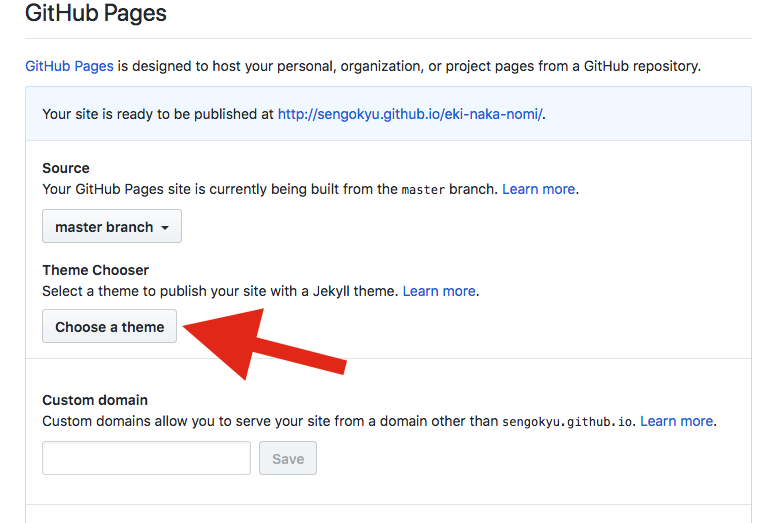 GitHub Pages
GitHub Pages is designed to host your personal, organization, or project pages from a GitHub repository.
Your site is ready to be published at http://sengokyu.github.io/eki-naka-nomi/.
Source
Your GitHub Pages site is currently being built from the master branch. Learn more.
master branch
Theme Chooser
Select a theme to publish your site with a Jekyll theme. Learn more.
Choose a theme
Custom domain
Custom domains allow you to serve your site from a domain other than sengokyu.github.io. Learn more.
Save